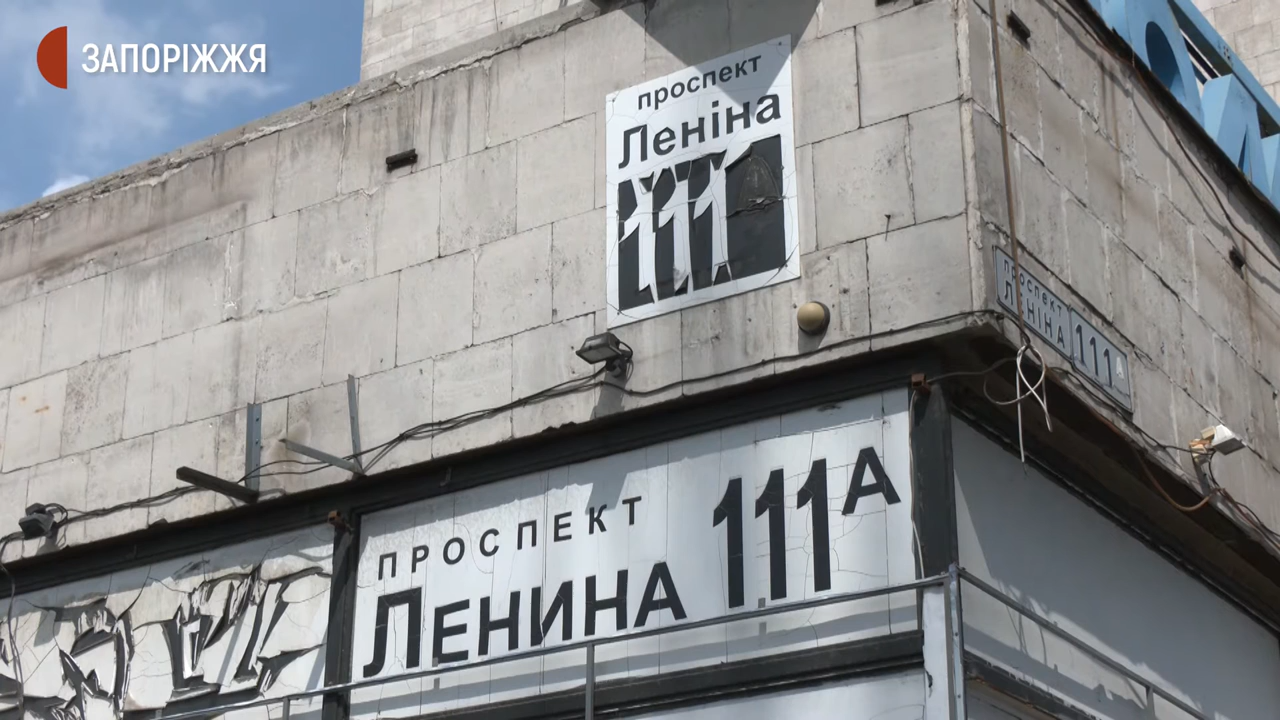 ЗАПОРІЖЖЯ
проспект
Леніна
111
проспект
ЛЕНІНА 111А
ПРОСПЕКТ
ЛЕНИНА 111А